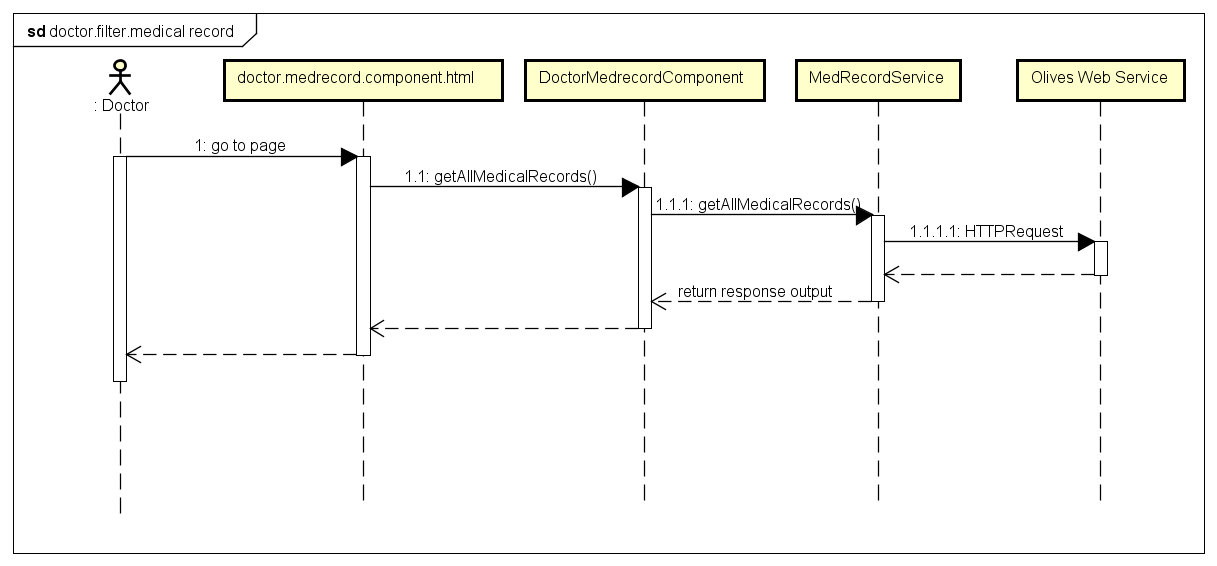 sd doctor.filter.medical record
: Doctor
doctor.medrecord.component.html
DoctorMedrecordComponent
MedRecordService
Olives Web Service
1: go to page
1.1: getAllMedicalRecords()
1.1.1: getAllMedicalRecords()
1.1.1.1: HTTPRequest
return response output